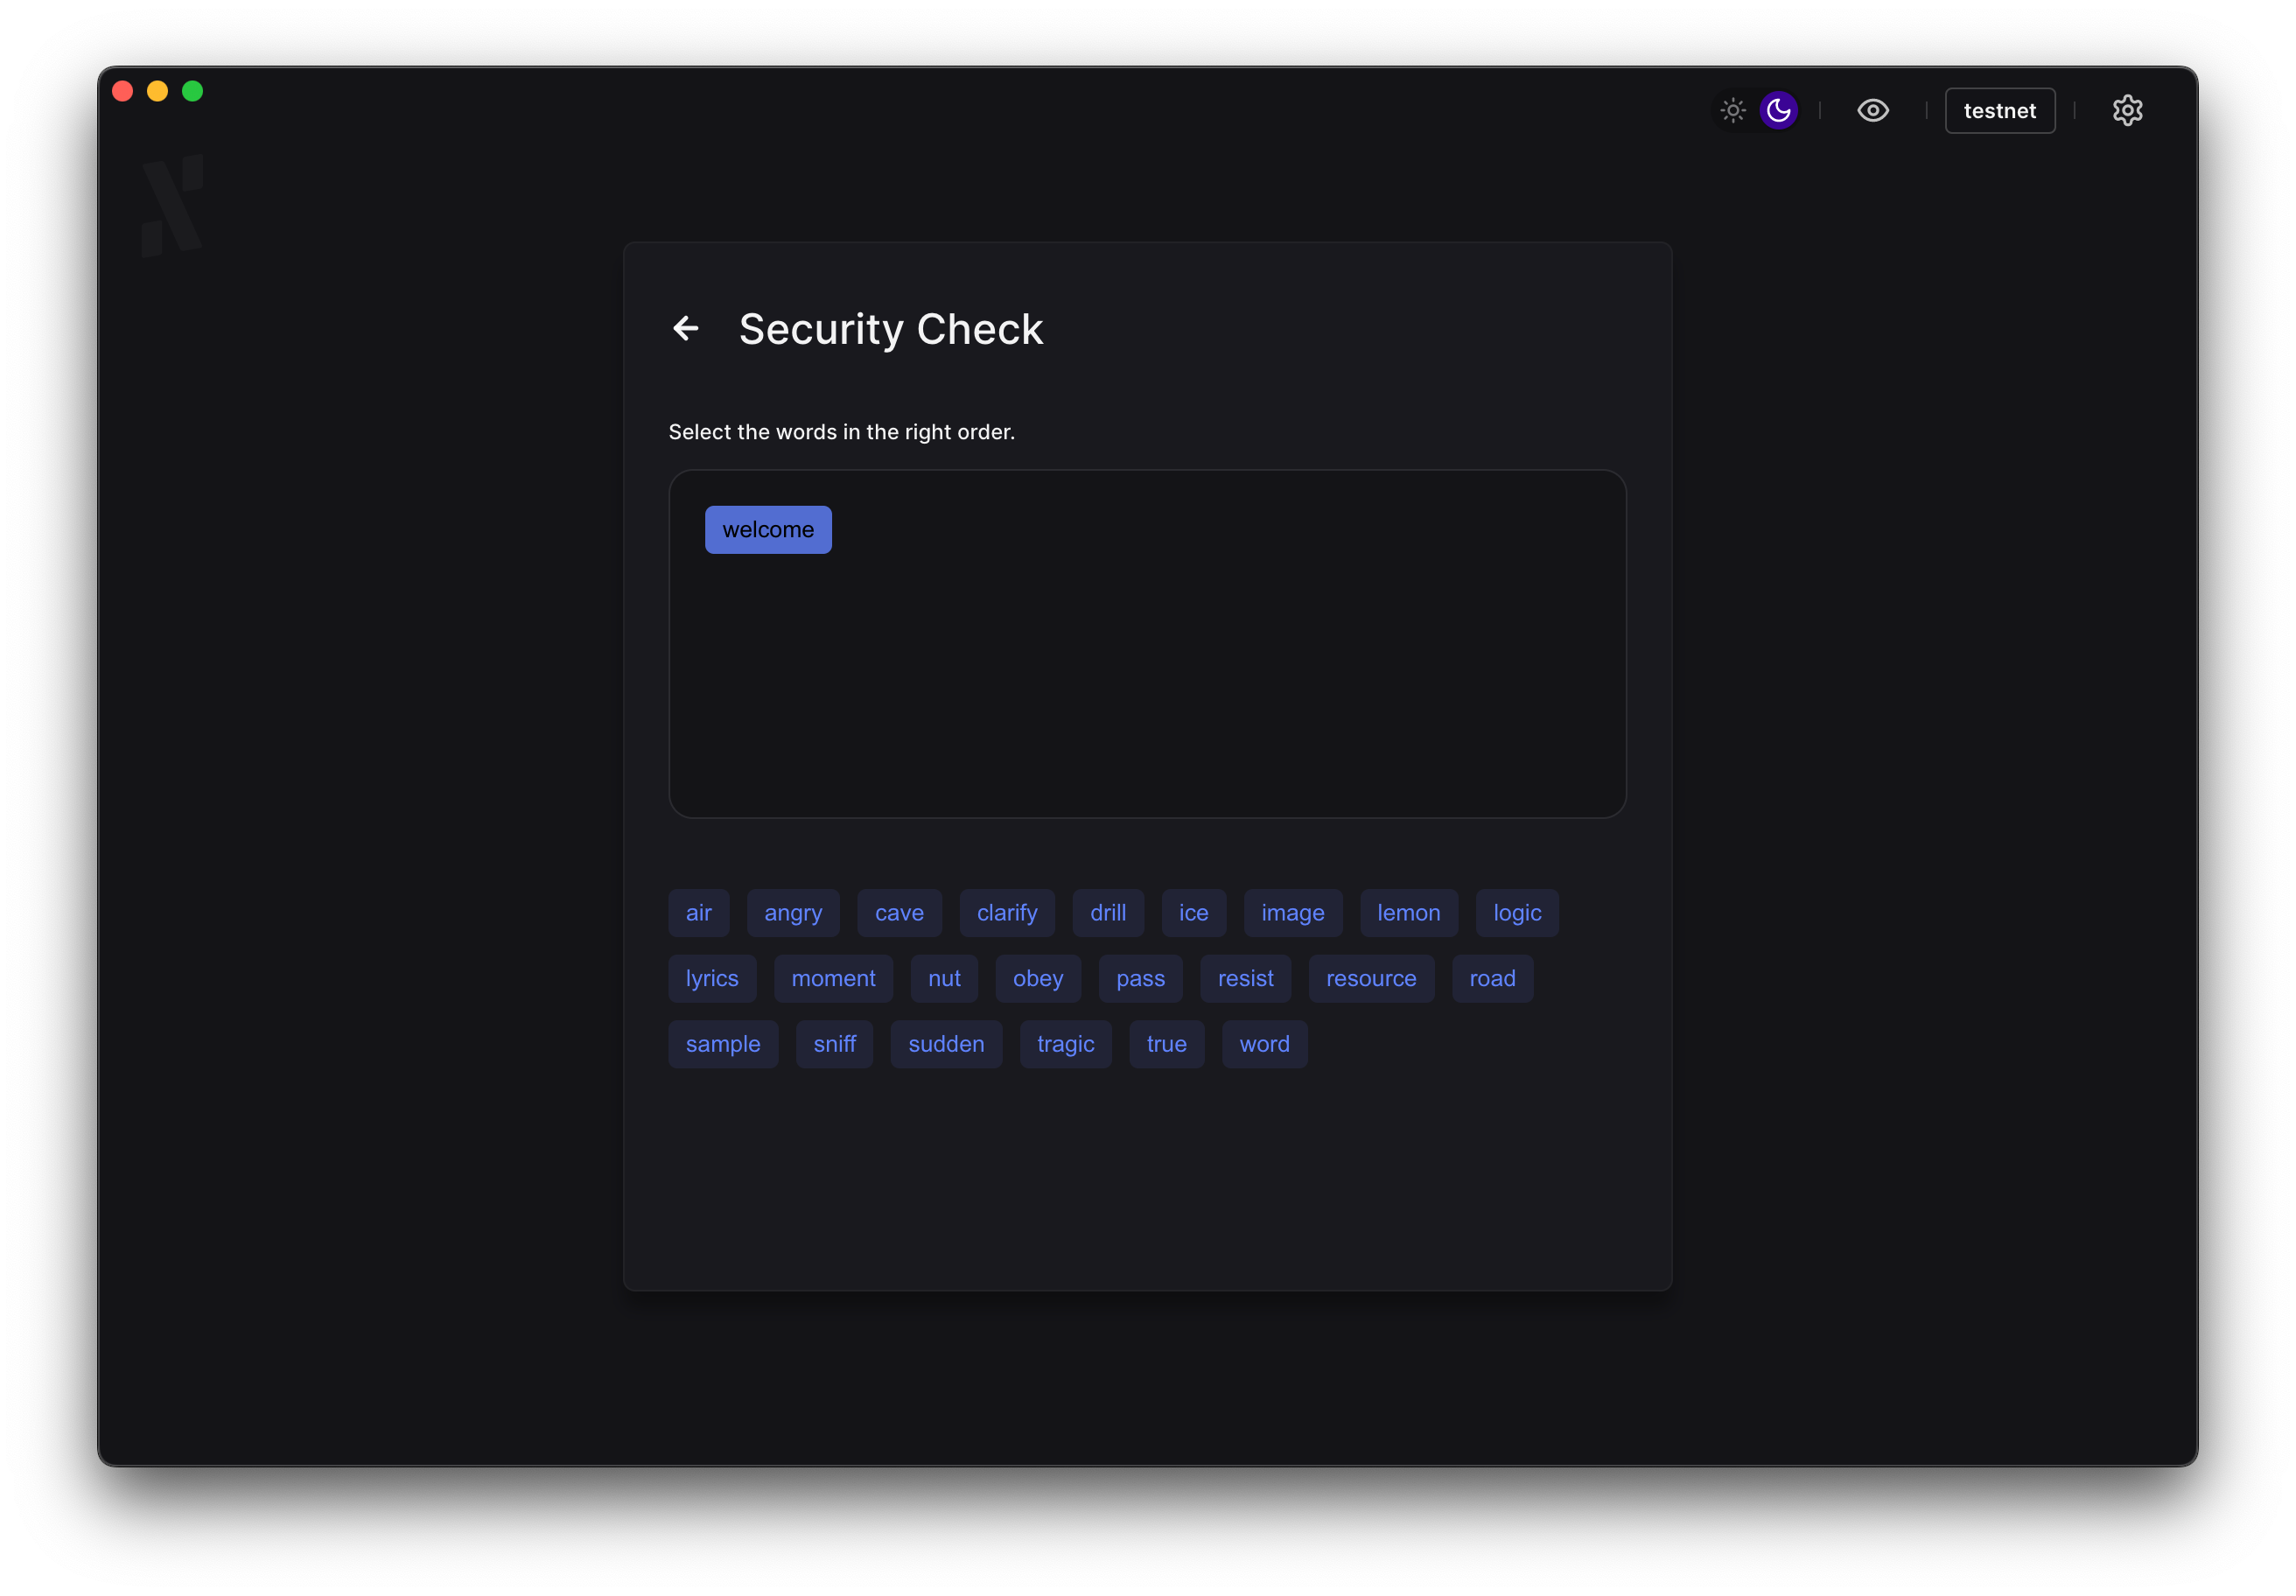 testnet
Security Check
Select the words in the right order.
welcome
air angry cave clarify drill ice image lemon logic
lyrics moment nut obey pass resist resource road
sample sniff sudden tragic true word